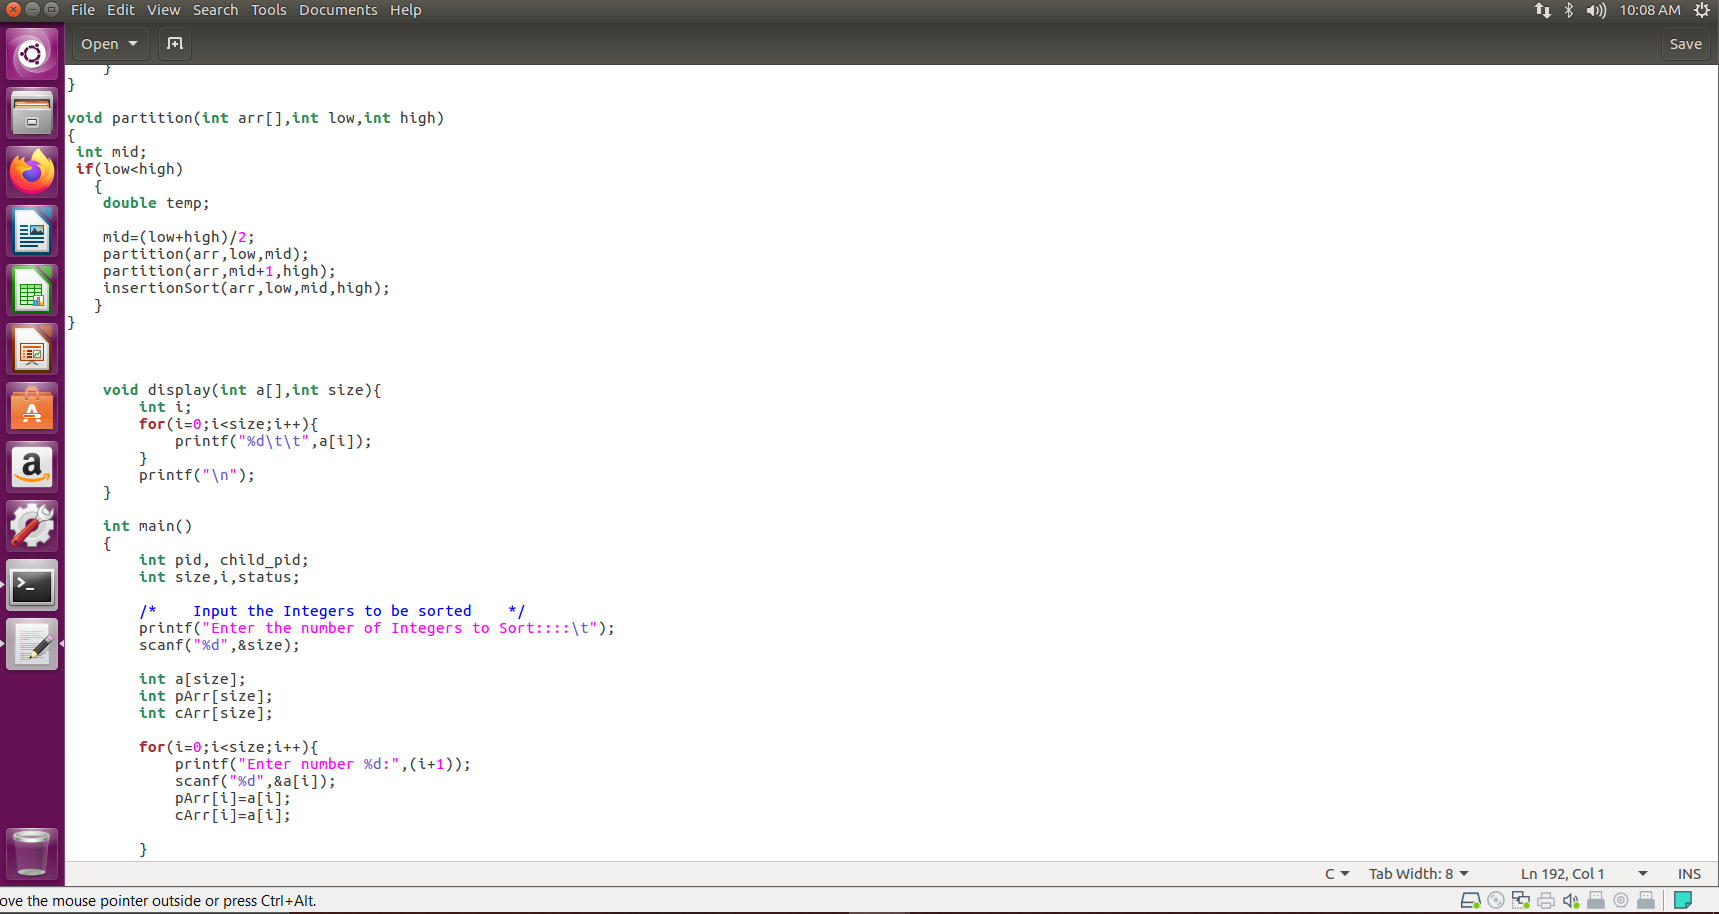 File Edit View Search Tools Documents Help
10:08 AM
Open
Save
}
}
void partition(int arr[],int low,int high)
{
int mid;
if(low<high)
{
double temp;
mid=(low+high)/2;
partition(arr,low,mid);
partition(arr,mid+1,high);
insertionSort(arr,low,mid,high);
}
}
void display(int a[],int size){
int i;
for(i=0;i<size;i++){
printf("%d\t\t",a[i]);
}
printf("\n");
}
int main()
{
int pid, child_pid;
int size,i,status;
/*    Input the Integers to be sorted    */
printf("Enter the number of Integers to Sort::::\t");
scanf("%d",&size);
int a[size];
int pArr[size];
int cArr[size];
for(i=0;i<size;i++){
printf("Enter number %d:",(i+1));
scanf("%d",&a[i]);
pArr[i]=a[i];
cArr[i]=a[i];
}
C Tab Width: 8 Ln 192, Col 1 INS
ove the mouse pointer outside or press Ctrl+Alt.